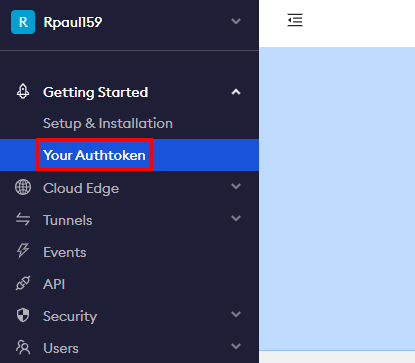 R Rpaul159
Getting Started
Setup & Installation
Your Authtoken
Cloud Edge
Tunnels
Events
API
Security
Users